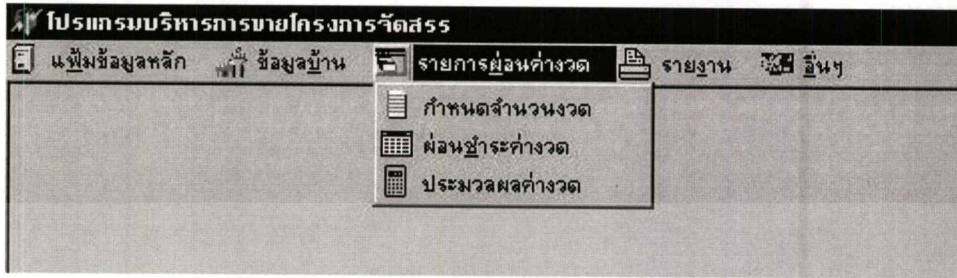 โปรแกรมบริหารการขายโครงการจัดสรร
แฟ้มข้อมูลหลัก ข้อมูลบ้าน รายการผ่อนค่างวด รายงาน อื่นๆ
กำหนดจำนวนงวด
ผ่อนชำระค่างวด
ประมวลผลค่างวด